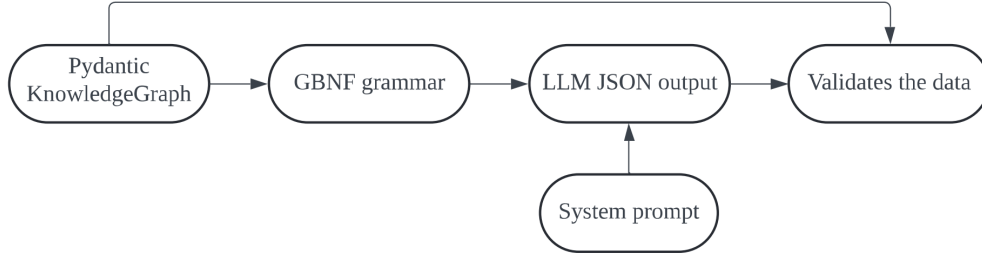 Pydantic
KnowledgeGraph
GBNF grammar
LLM JSON output
Validates the data
System prompt